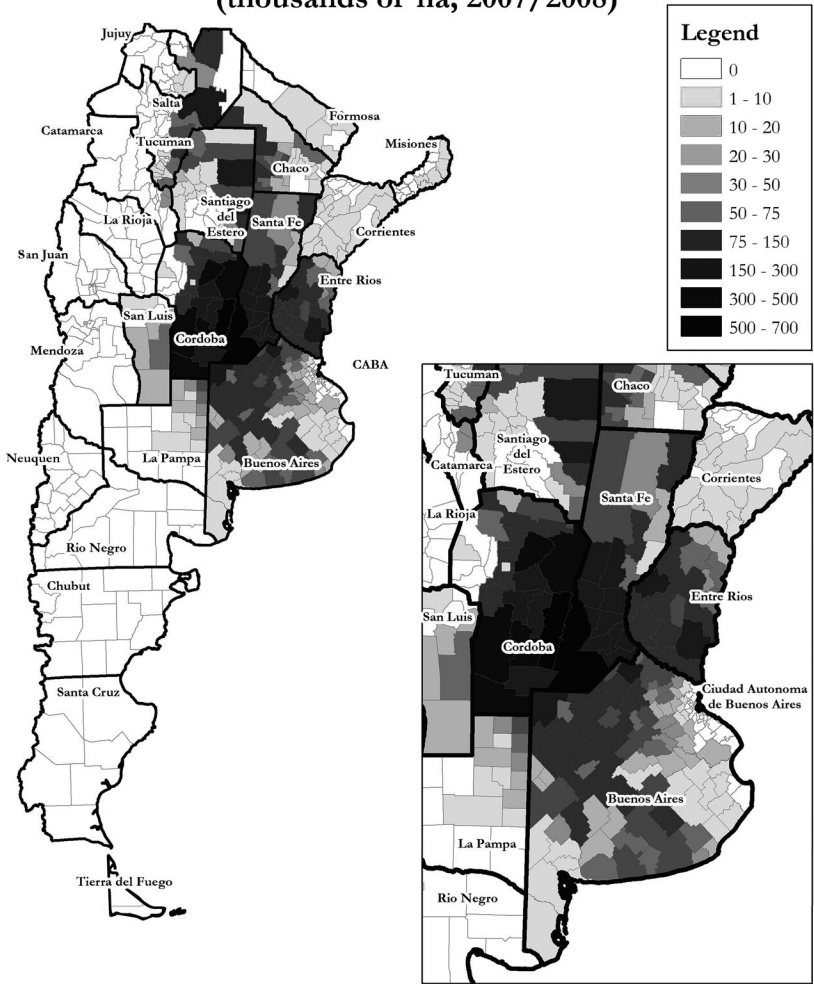 (thousands of ha, 2007/2008)
Jujuy
Salta
Catamarca
Tucuman
Fórmosa
Misiones
Chaco
La Rioja
Santiago
del
Estero
Santa Fe
Corrientes
San Juan
Entre Rios
San Luis
Cordoba
Mendoza
CABA
Neuquen
La Pampa
Buenos Aires
Rio Negro
Chubut
Santa Cruz
Tierra del Fuego
Legend
0
1 - 10
10 - 20
20 - 30
30 - 50
50 - 75
75 - 150
150 - 300
300 - 500
500 - 700
Tucuman
Chaco
Santiago
del
Estero
Catamarca
Santa Fe
Corrientes
La Rioja
Entre Rios
San Luis
Cordoba
Ciudad Autonoma
de Buenos Aires
Buenos Aires
La Pampa
Rio Negro